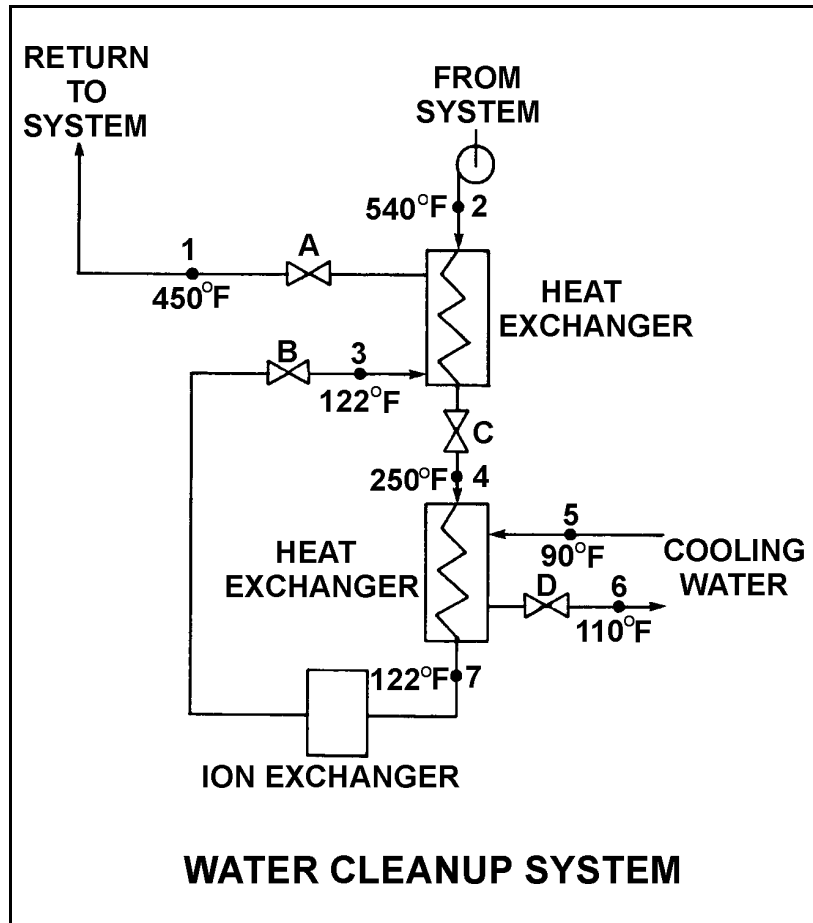 RETURN
TO
SYSTEM
FROM
SYSTEM
540°F 2
1
A
450°F
HEAT
EXCHANGER
B
3
122°F
C
250°F 4
HEAT
EXCHANGER
5
90°F
COOLING
WATER
D
6
110°F
122°F 7
ION EXCHANGER
WATER CLEANUP SYSTEM